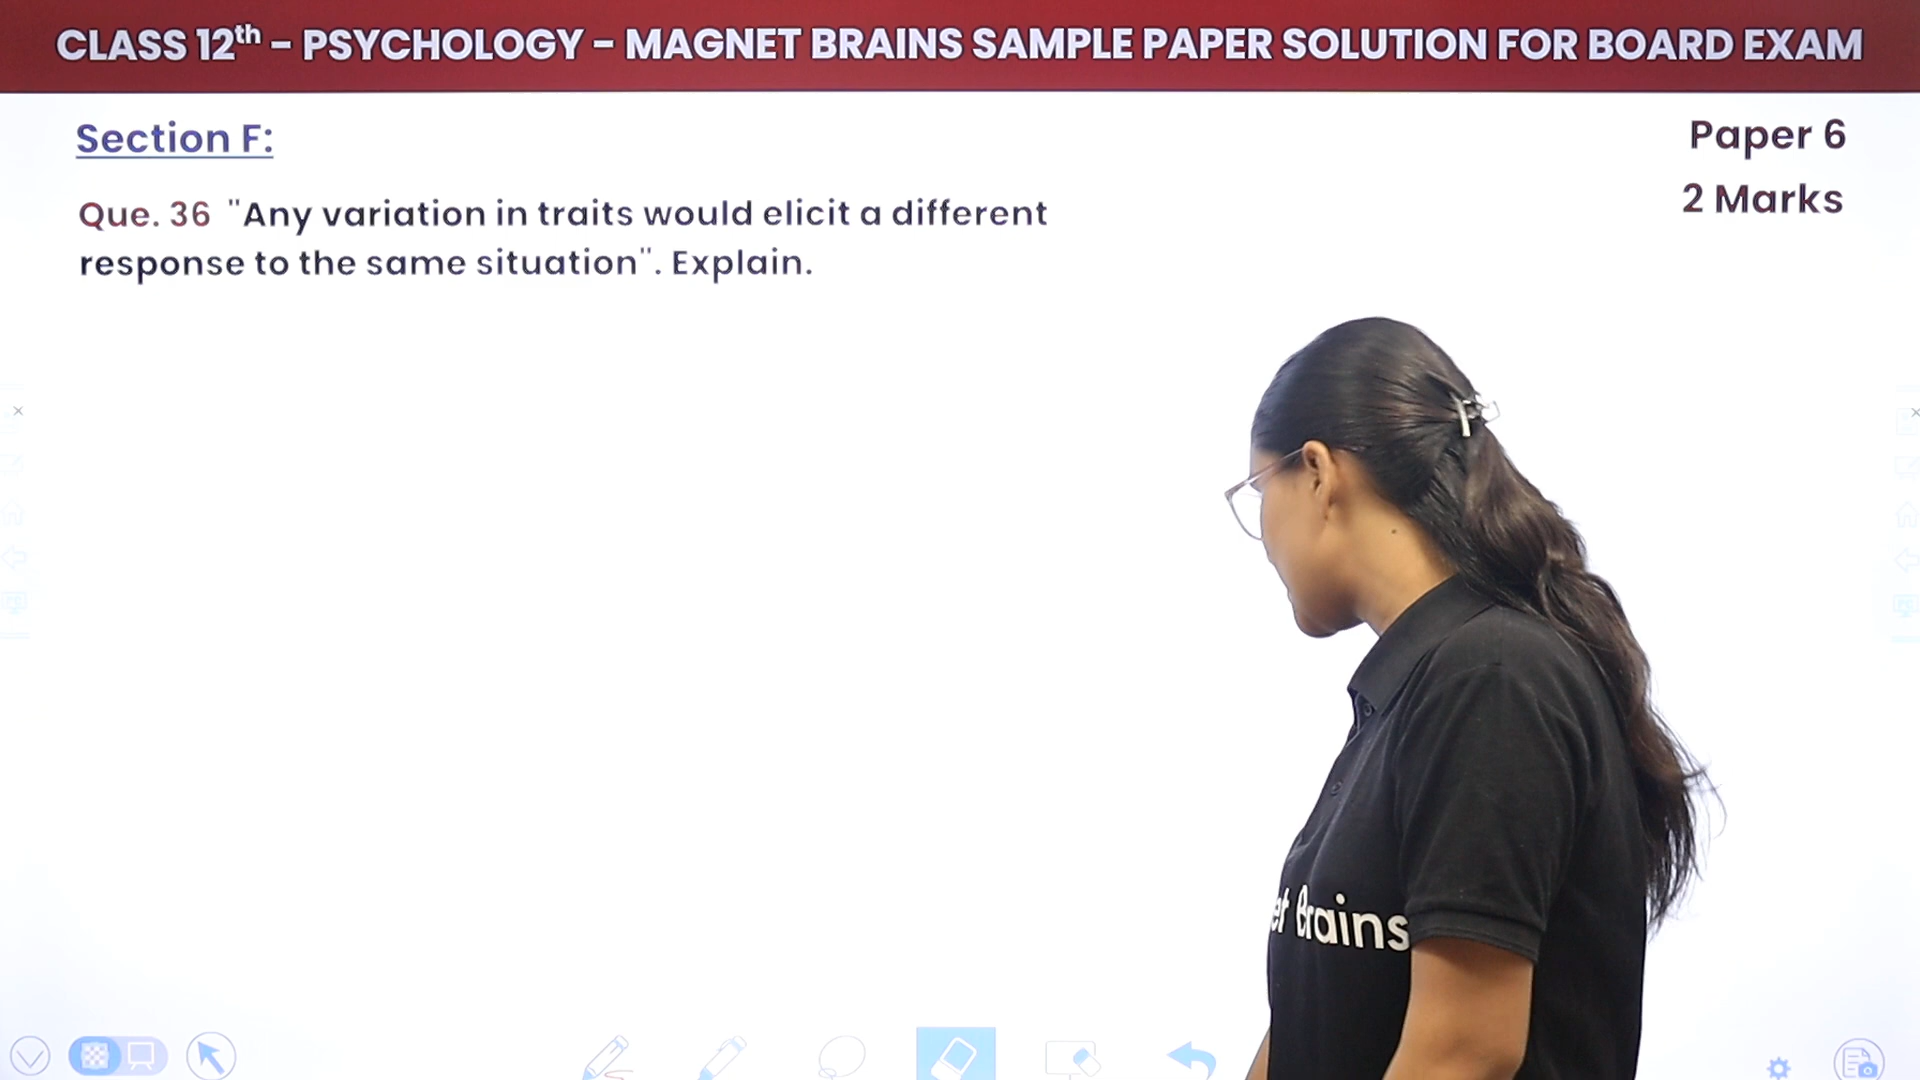 CLASS 12th – PSYCHOLOGY – MAGNET BRAINS SAMPLE PAPER SOLUTION FOR BOARD EXAM
Section F:
Paper 6
2 Marks
Que. 36 "Any variation in traits would elicit a different
response to the same situation". Explain.
et Brains